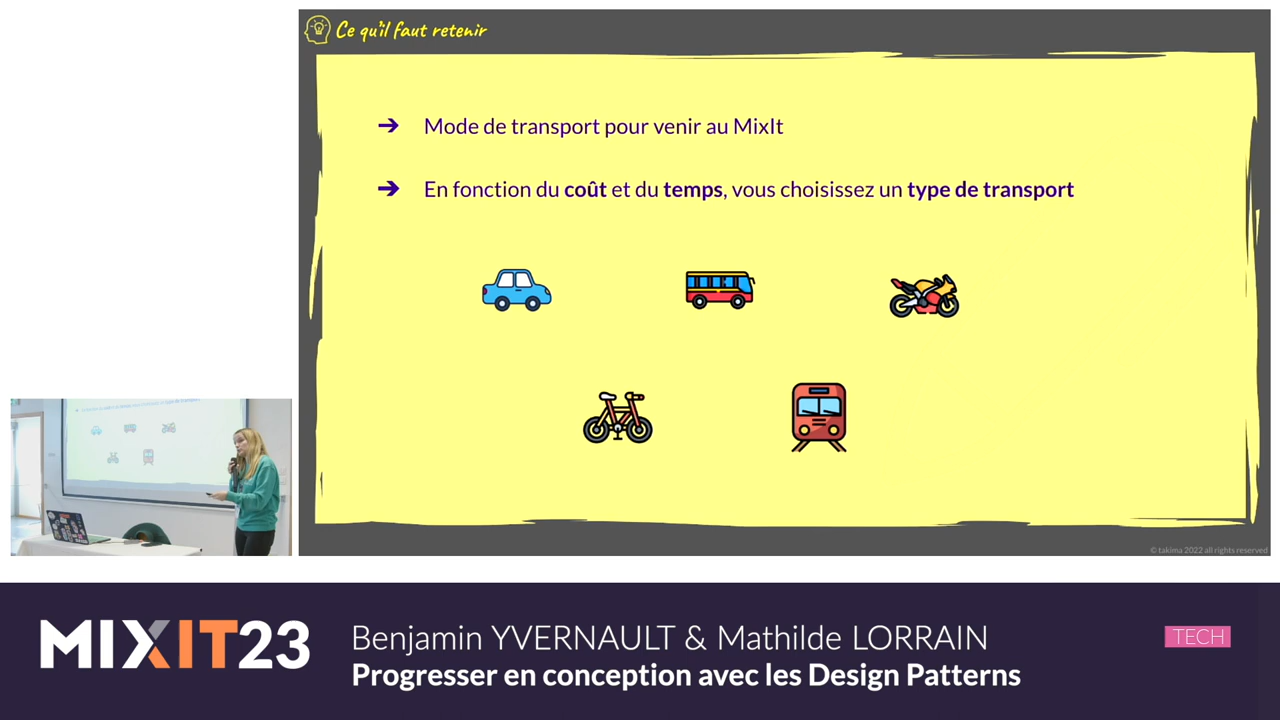 Ce qu'il faut retenir
➔ Mode de transport pour venir au MixIt
➔ En fonction du coût et du temps, vous choisissez un type de transport
© takima 2022 all rights reserved
MIXIT23
Benjamin YVERNAULT & Mathilde LORRAIN
TECH
Progresser en conception avec les Design Patterns